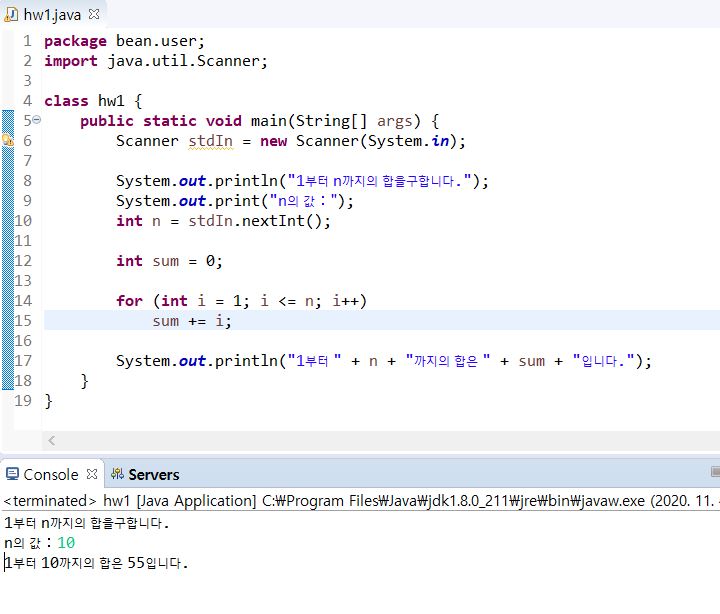 hw1.java
1 package bean.user;
2 import java.util.Scanner;
3
4 class hw1 {
5 public static void main(String[] args) {
6 Scanner stdIn = new Scanner(System.in);
7
8 System.out.println("1부터 n까지의 합을구합니다.");
9 System.out.print("n의 값 : ");
10 int n = stdIn.nextInt();
11
12 int sum = 0;
13
14 for (int i = 1; i <= n; i++)
15 sum += i;
16
17 System.out.println("1부터 " + n + "까지의 합은 " + sum + "입니다.");
18 }
19 }
Console Servers
<terminated> hw1 [Java Application] C:₩Program Files₩Java₩jdk1.8.0_211₩jre₩bin₩javaw.exe (2020. 11.
1부터 n까지의 합을구합니다.
n의 값 : 10
1부터 10까지의 합은 55입니다.